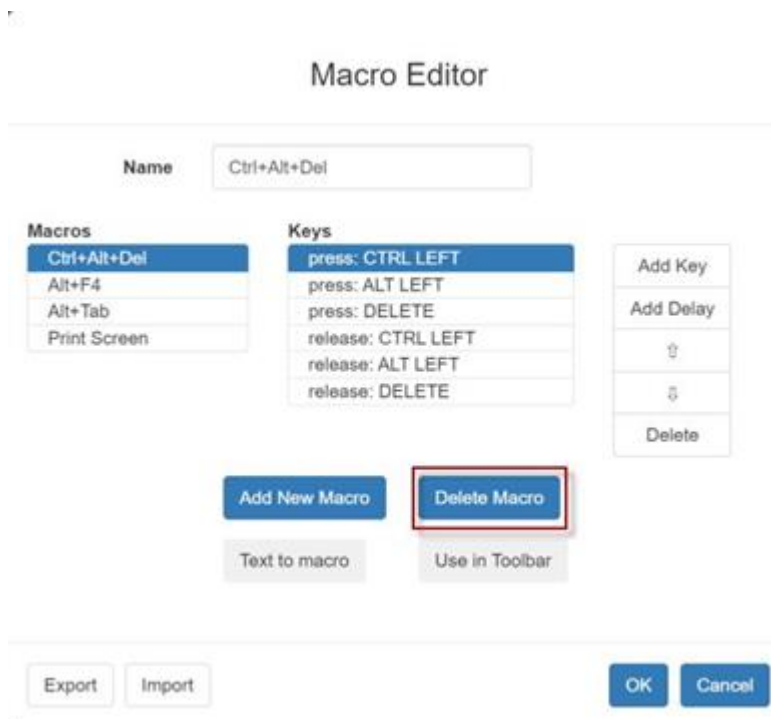 Macro Editor
Name Ctrl+Alt+Del
Macros Keys
Ctrl+Alt+Del press: CTRL LEFT Add Key
Alt+F4 press: ALT LEFT
Alt+Tab press: DELETE Add Delay
Print Screen release: CTRL LEFT ⇧
release: ALT LEFT
release: DELETE ⇩
Delete
Add New Macro Delete Macro
Text to macro Use in Toolbar
Export Import OK Cancel